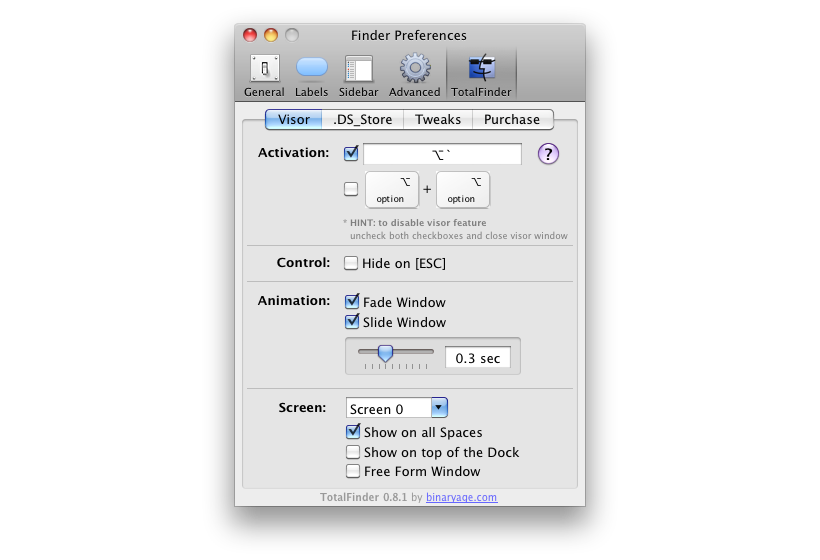 Finder Preferences
General Labels Sidebar Advanced TotalFinder
Visor .DS_Store Tweaks Purchase
Activation: ⌥` ?
⌥ option + ⌥ option
* HINT: to disable visor feature
uncheck both checkboxes and close visor window
Control: Hide on [ESC]
Animation: Fade Window
Slide Window
0.3 sec
Screen: Screen 0
Show on all Spaces
Show on top of the Dock
Free Form Window
TotalFinder 0.8.1 by binaryage.com